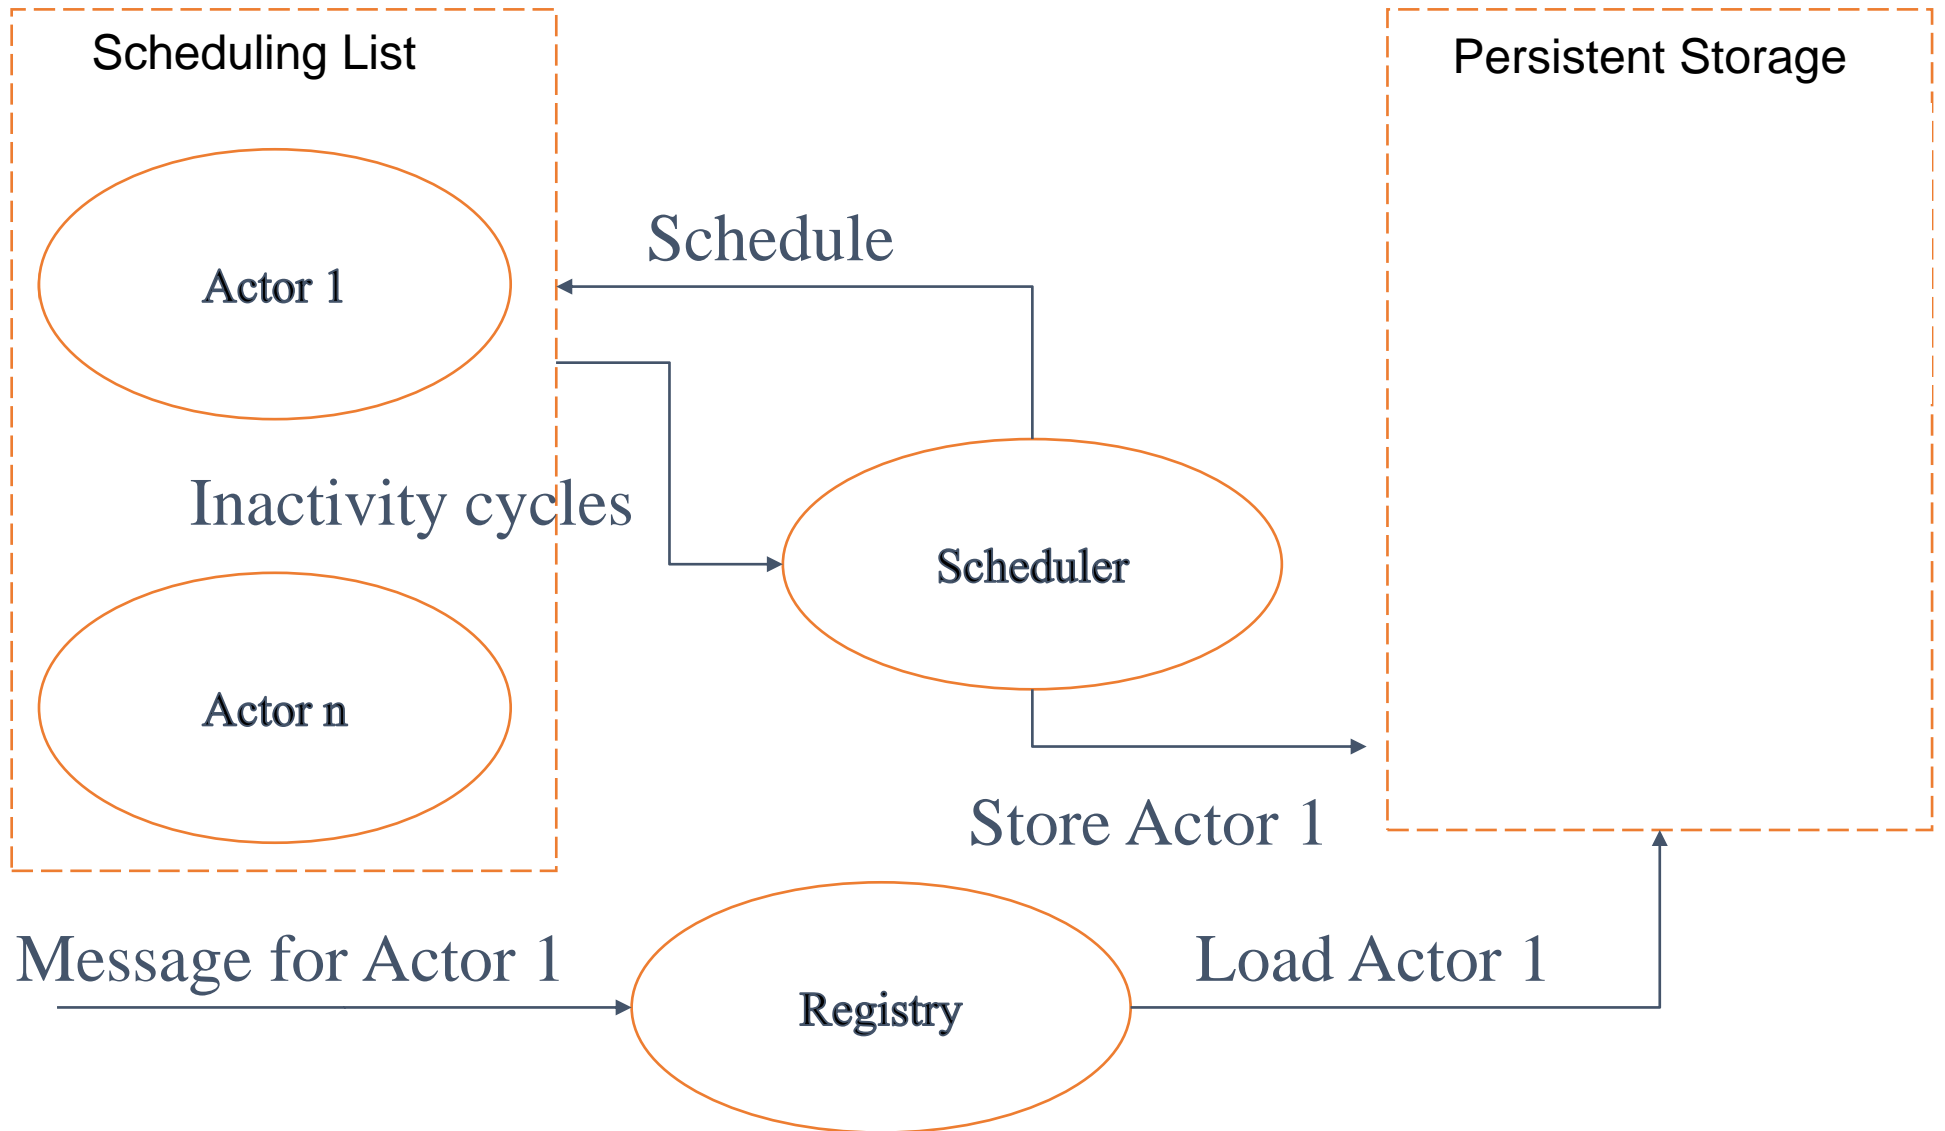 Scheduling List
Persistent Storage
Schedule
Actor 1
Inactivity cycles
Scheduler
Actor n
Store Actor 1
Message for Actor 1
Load Actor 1
Registry